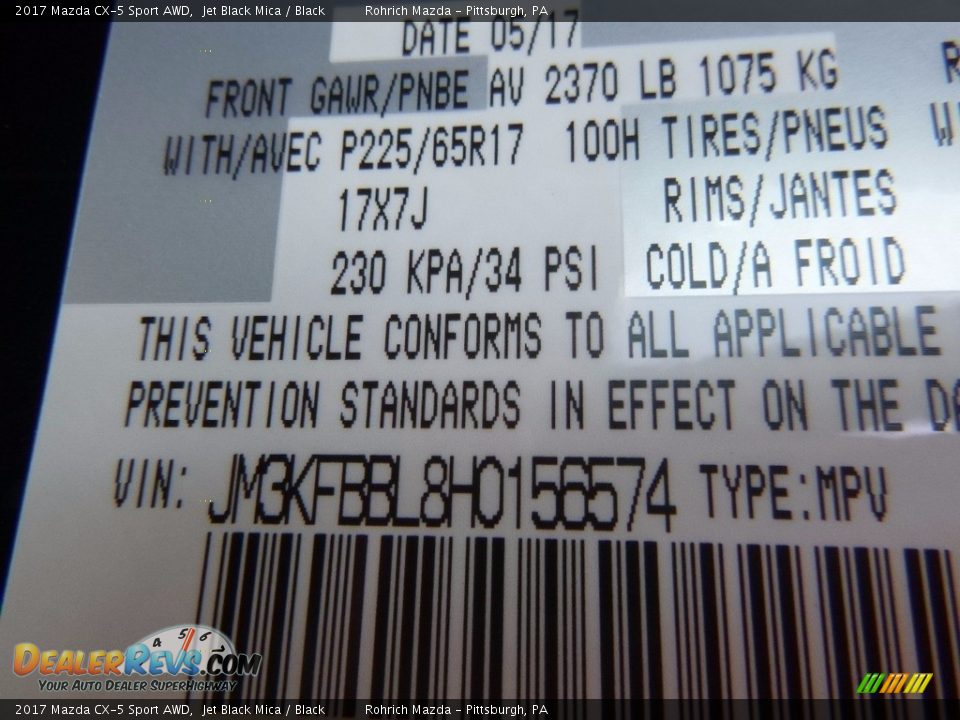 2017 Mazda CX-5 Sport AWD, Jet Black Mica / Black Rohrich Mazda - Pittsburgh, PA
DATE 05/17
FRONT GAWR/PNBE AV 2370 LB 1075 KG
WITH/AVEC P225/65R17 100H TIRES/PNEUS
17X7J RIMS/JANTES
230 KPA/34 PSI COLD/A FROID
THIS VEHICLE CONFORMS TO ALL APPLICABLE
PREVENTION STANDARDS IN EFFECT ON THE DA
VIN: JM3KFBBL8H0156574 TYPE:MPV
4 5 6
DEALERREVS.COM
YOUR AUTO DEALER SUPERHIGHWAY
2017 Mazda CX-5 Sport AWD, Jet Black Mica / Black Rohrich Mazda - Pittsburgh, PA